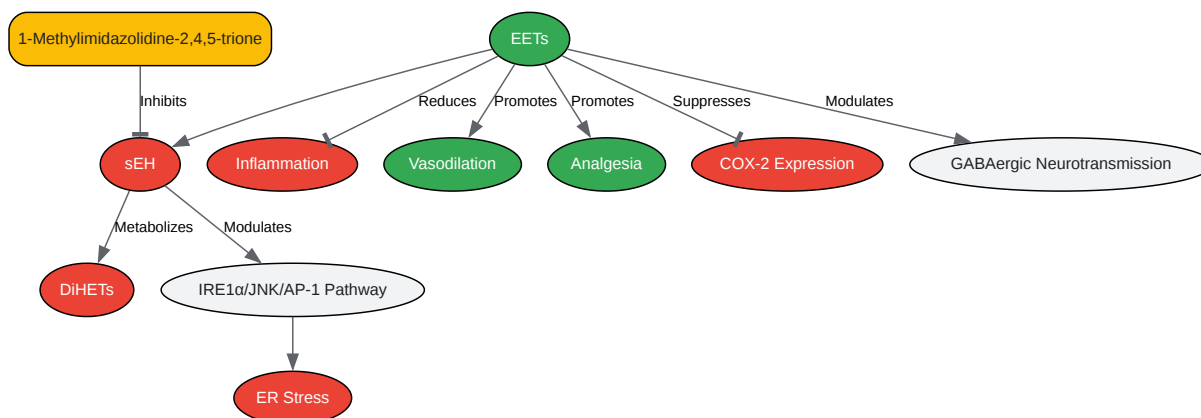 1-Methylimidazolidine-2,4,5-trione
EETs
Inhibits
Reduces
Promotes
Promotes
Suppresses
Modulates
sEH
Inflammation
Vasodilation
Analgesia
COX-2 Expression
GABAergic Neurotransmission
Metabolizes
Modulates
DiHETs
IRE1α/JNK/AP-1 Pathway
ER Stress